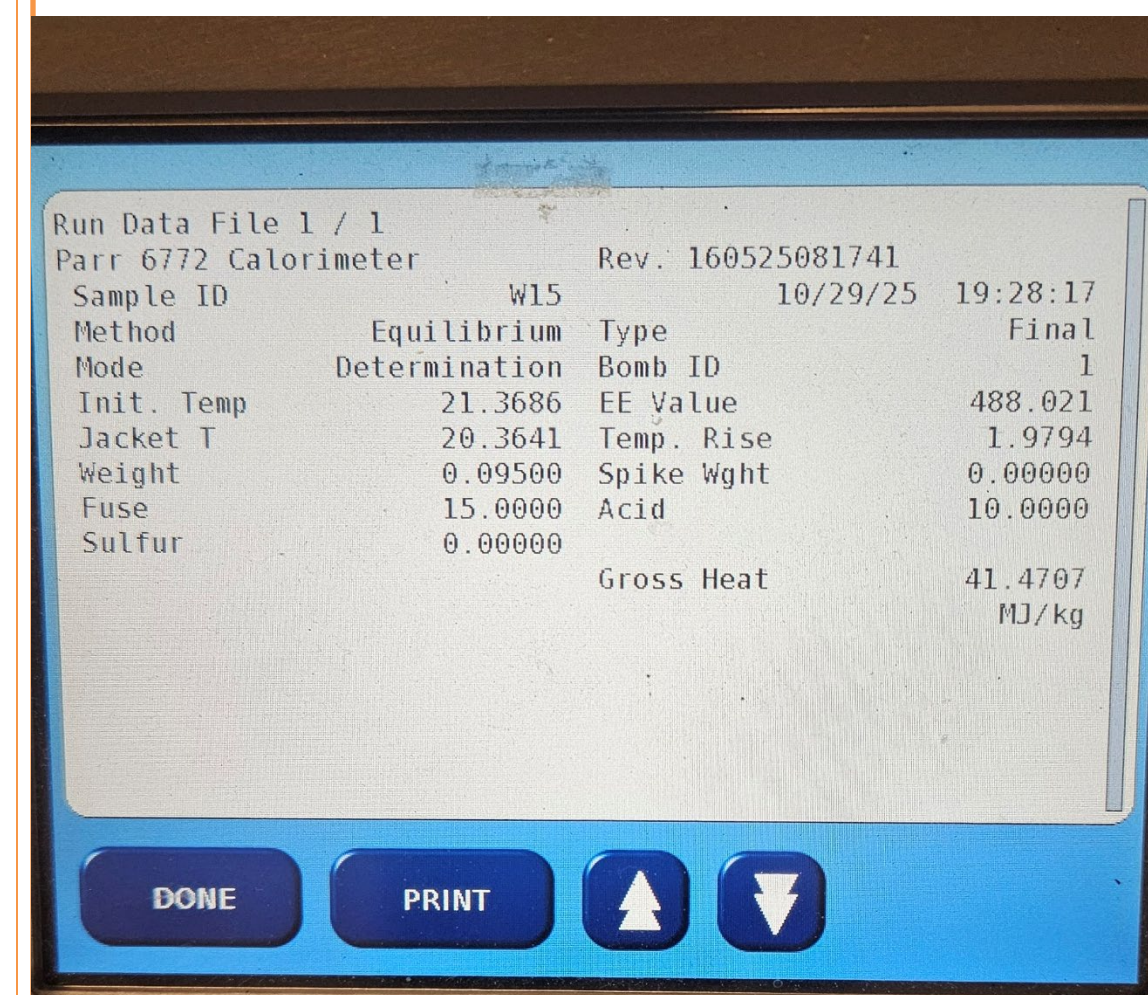 Run Data File 1 / 1
Parr 6772 Calorimeter Rev. 160525081741
Sample ID W15 10/29/25 19:28:17
Method Equilibrium Type Final
Mode Determination Bomb ID 1
Init. Temp 21.3686 EE Value 488.021
Jacket T 20.3641 Temp. Rise 1.9794
Weight 0.09500 Spike Wght 0.00000
Fuse 15.0000 Acid 10.0000
Sulfur 0.00000
Gross Heat 41.4707
MJ/kg
DONE PRINT